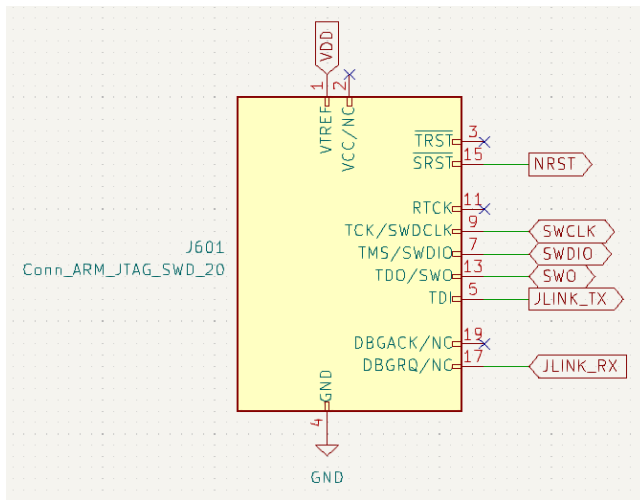 VDD
1
2
VTREF
VCC/NC
TRST
3
SRST
15
NRST
RTCK
11
J601
Conn_ARM_JTAG_SWD_20
TCK/SWDCLK
9
SWCLK
TMS/SWDIO
7
SWDIO
TDO/SWO
13
SWO
TDI
5
JLINK_TX
DBGACK/NC
19
DBGRQ/NC
17
JLINK_RX
GND
4
GND